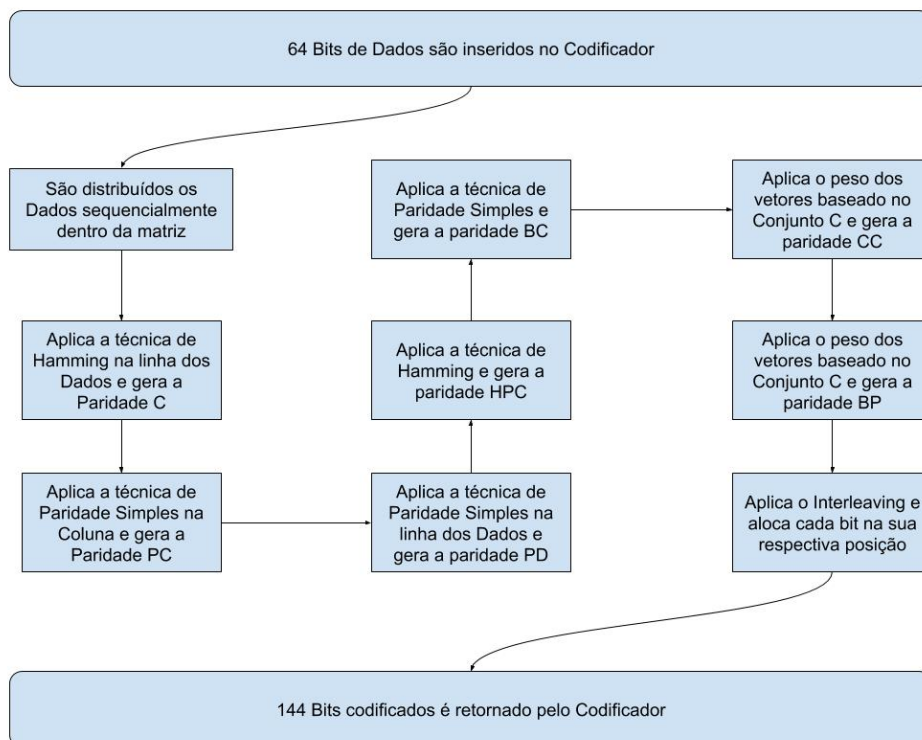 64 Bits de Dados são inseridos no Codificador
São distribuídos os
Dados sequencialmente
dentro da matriz
Aplica a técnica de
Hamming na linha dos
Dados e gera a
Paridade C
Aplica a técnica de
Paridade Simples na
Coluna e gera a
Paridade PC
Aplica a técnica de
Paridade Simples na
linha dos Dados e
gera a paridade PD
Aplica a técnica de
Hamming e gera a
paridade HPC
Aplica a técnica de
Paridade Simples e
gera a paridade BC
Aplica o peso dos
vetores baseado no
Conjunto C e gera a
paridade CC
Aplica o peso dos
vetores baseado no
Conjunto C e gera a
paridade BP
Aplica o Interleaving e
aloca cada bit na sua
respectiva posição
144 Bits codificados é retornado pelo Codificador